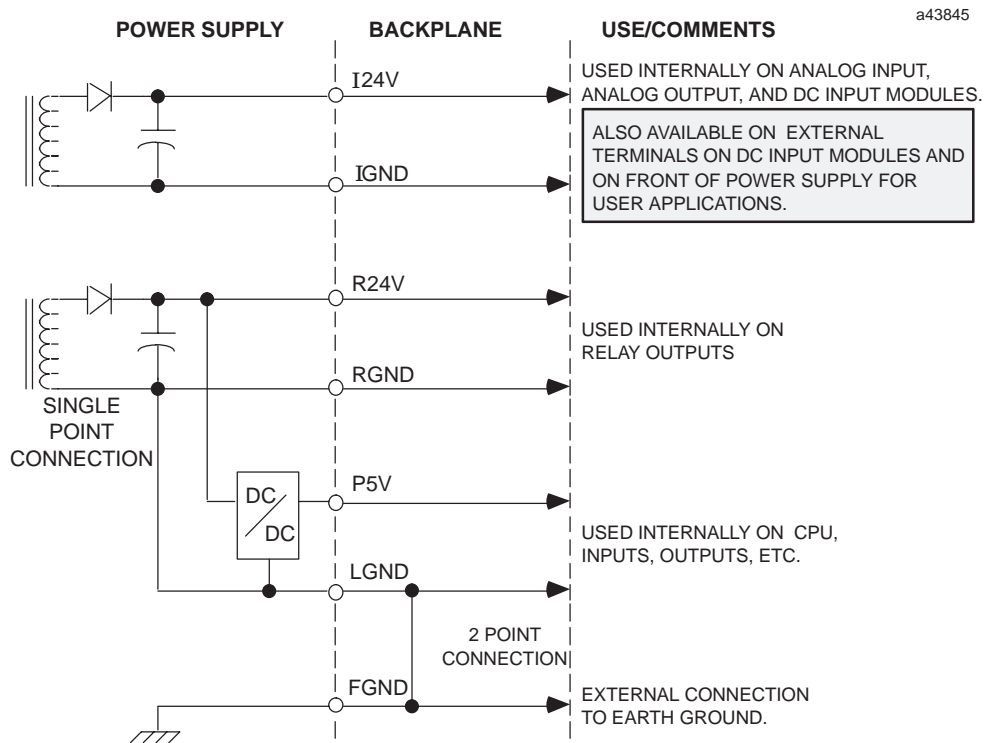 a43845
POWER SUPPLY
BACKPLANE
USE/COMMENTS
I24V
USED INTERNALLY ON ANALOG INPUT,
ANALOG OUTPUT, AND DC INPUT MODULES.
ALSO AVAILABLE ON EXTERNAL
TERMINALS ON DC INPUT MODULES AND
ON FRONT OF POWER SUPPLY FOR
USER APPLICATIONS.
IGND
R24V
USED INTERNALLY ON
RELAY OUTPUTS
RGND
SINGLE
POINT
CONNECTION
DC
DC
P5V
USED INTERNALLY ON CPU,
INPUTS, OUTPUTS, ETC.
LGND
2 POINT
CONNECTION
FGND
EXTERNAL CONNECTION
TO EARTH GROUND.